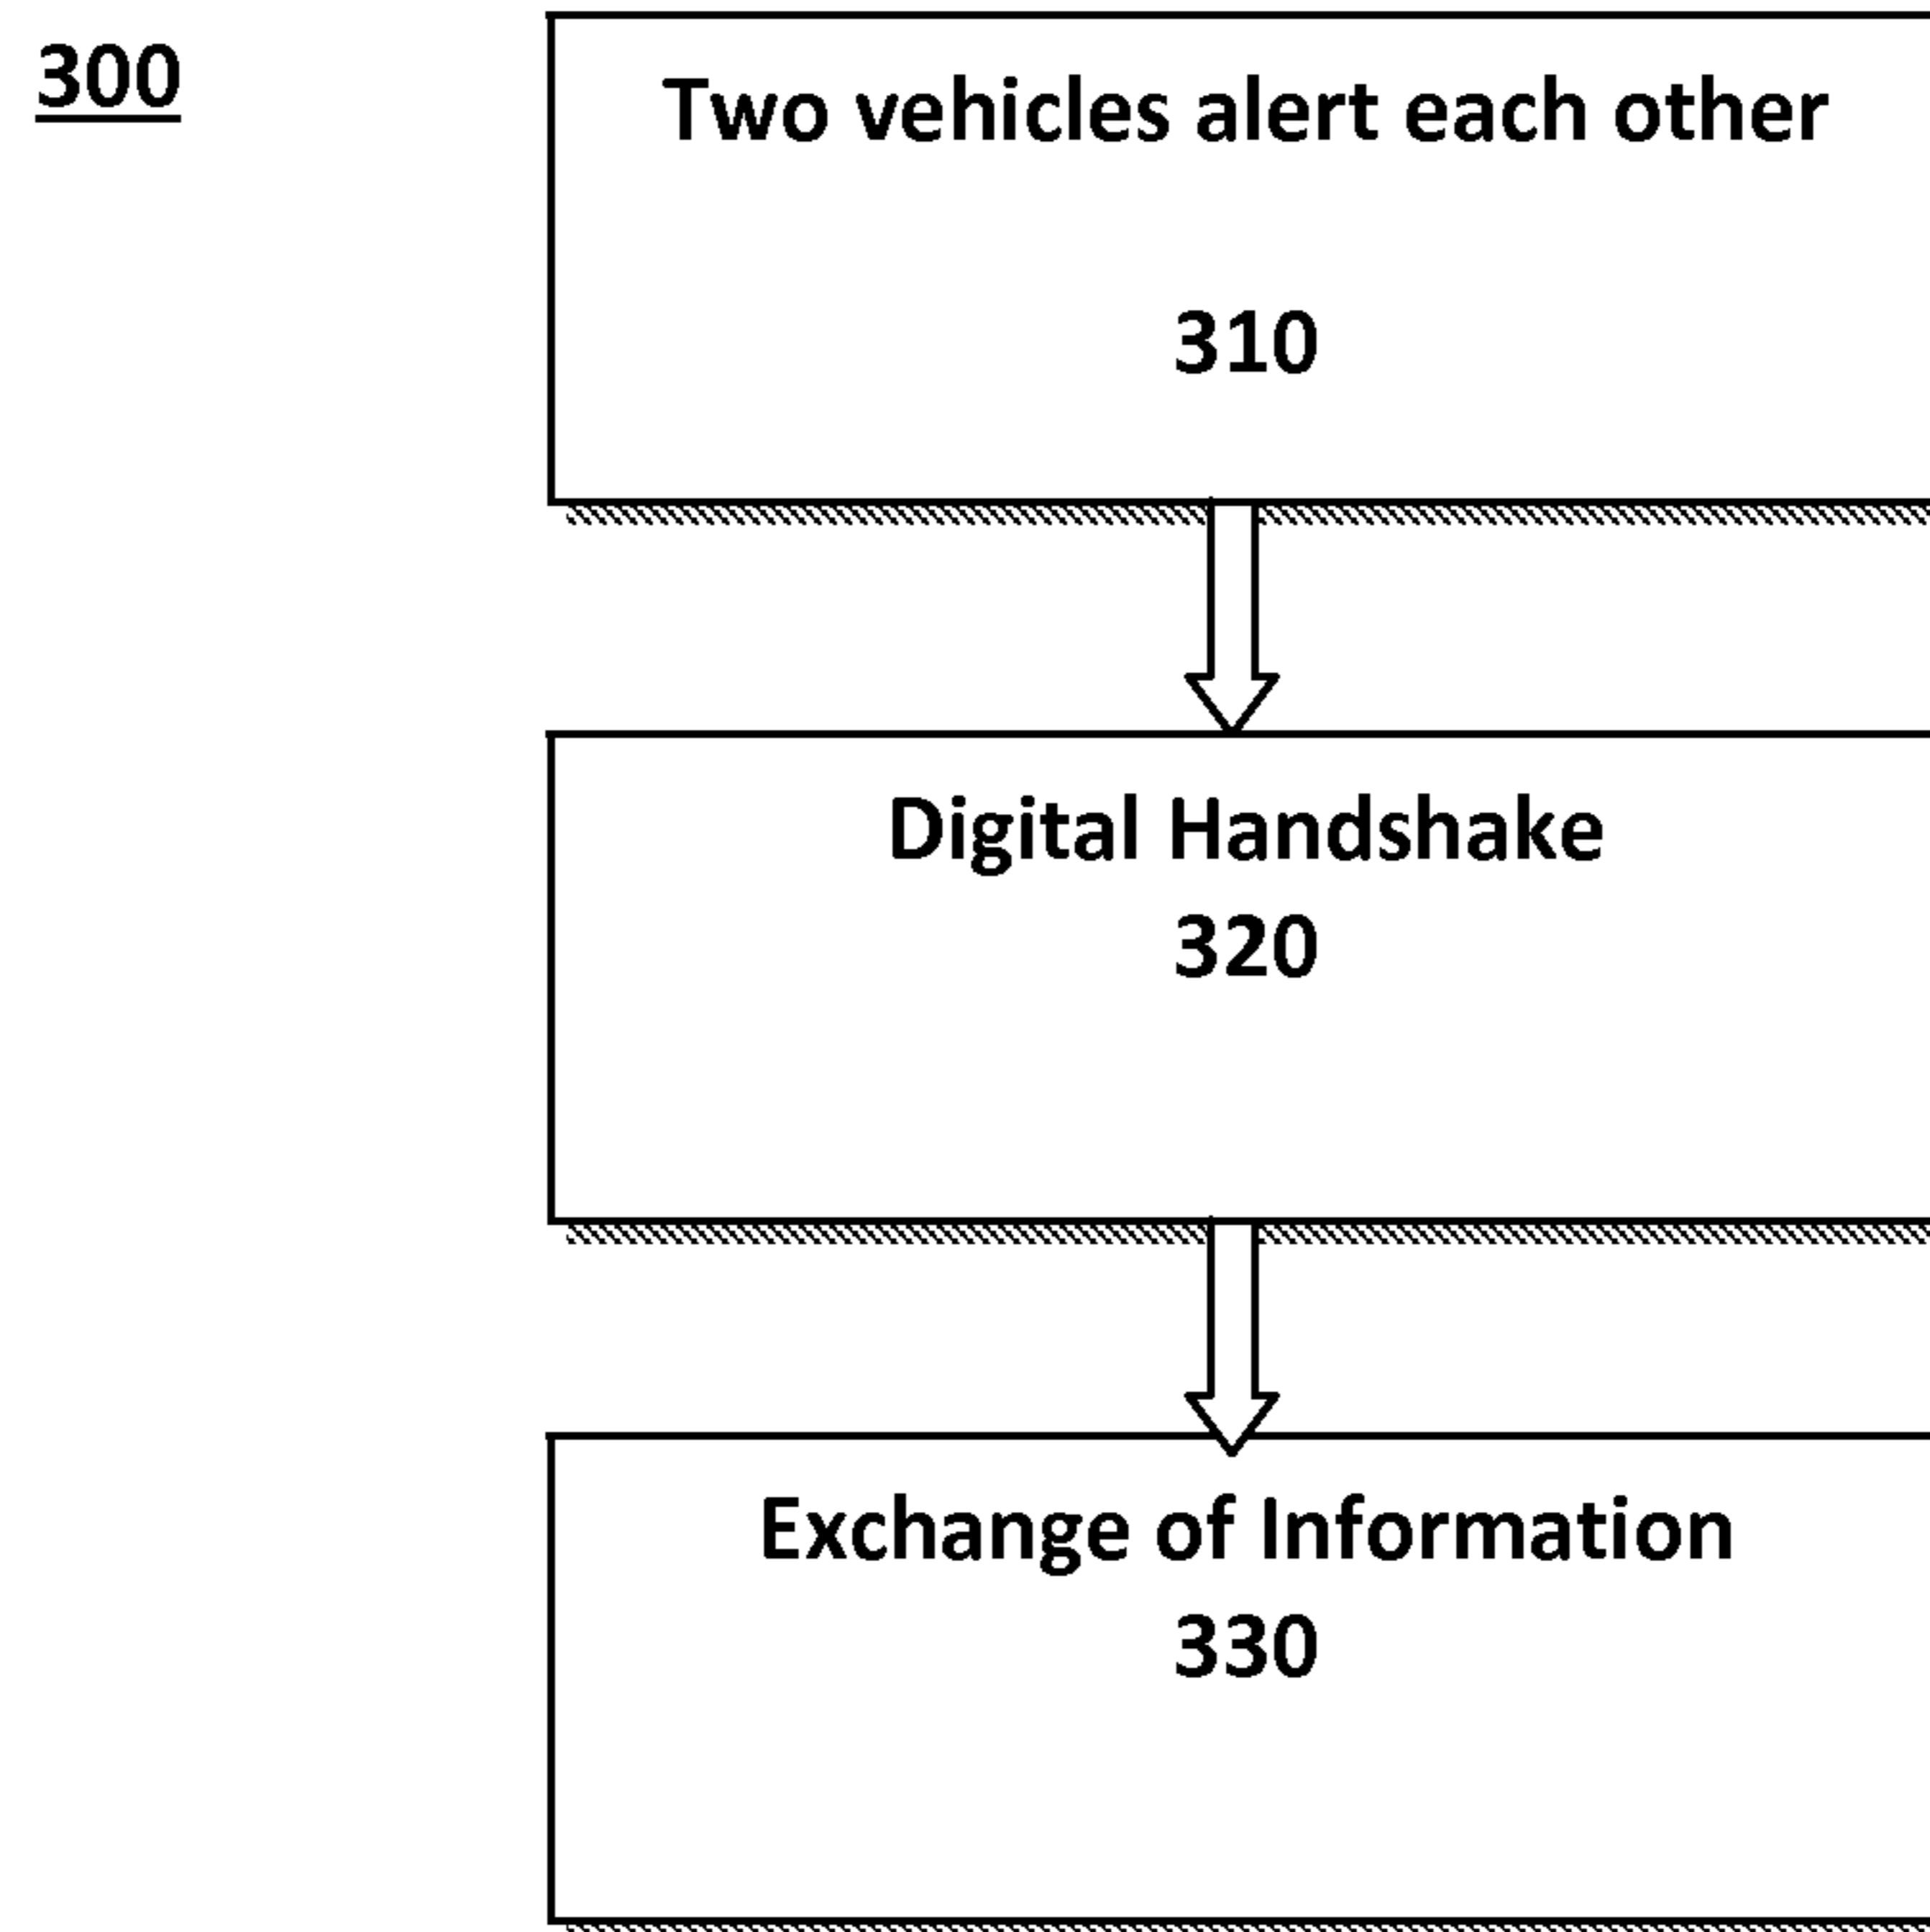 300
Two vehicles alert each other
310
Digital Handshake
320
Exchange of Information
330